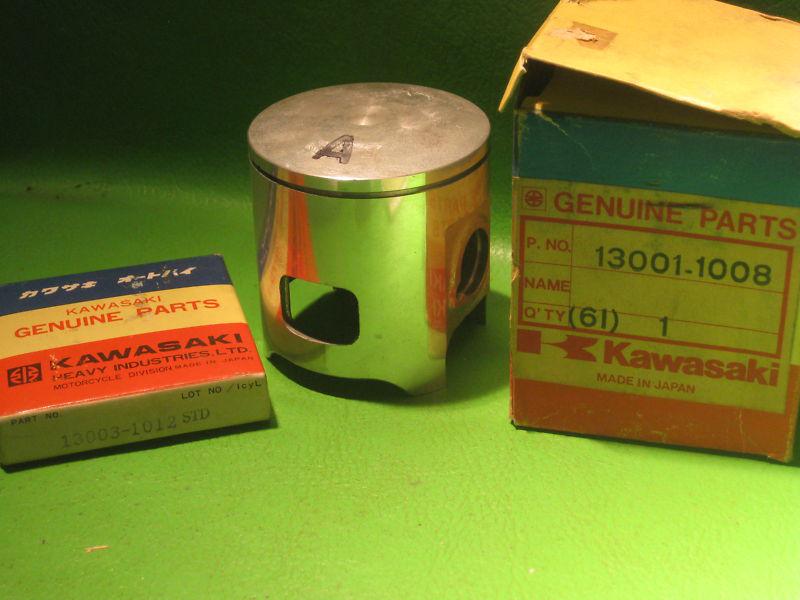 カワサキ オートバイ
KAWASAKI
GENUINE PARTS
KAWASAKI
HEAVY INDUSTRIES, LTD.
MOTORCYCLE DIVISION MADE IN JAPAN
LOT NO / 1cyL
PART NO.
13003-1012 STD
A
GENUINE PARTS
P. NO. 13001-1008
NAME
Q'TY (61) 1
Kawasaki
MADE IN JAPAN